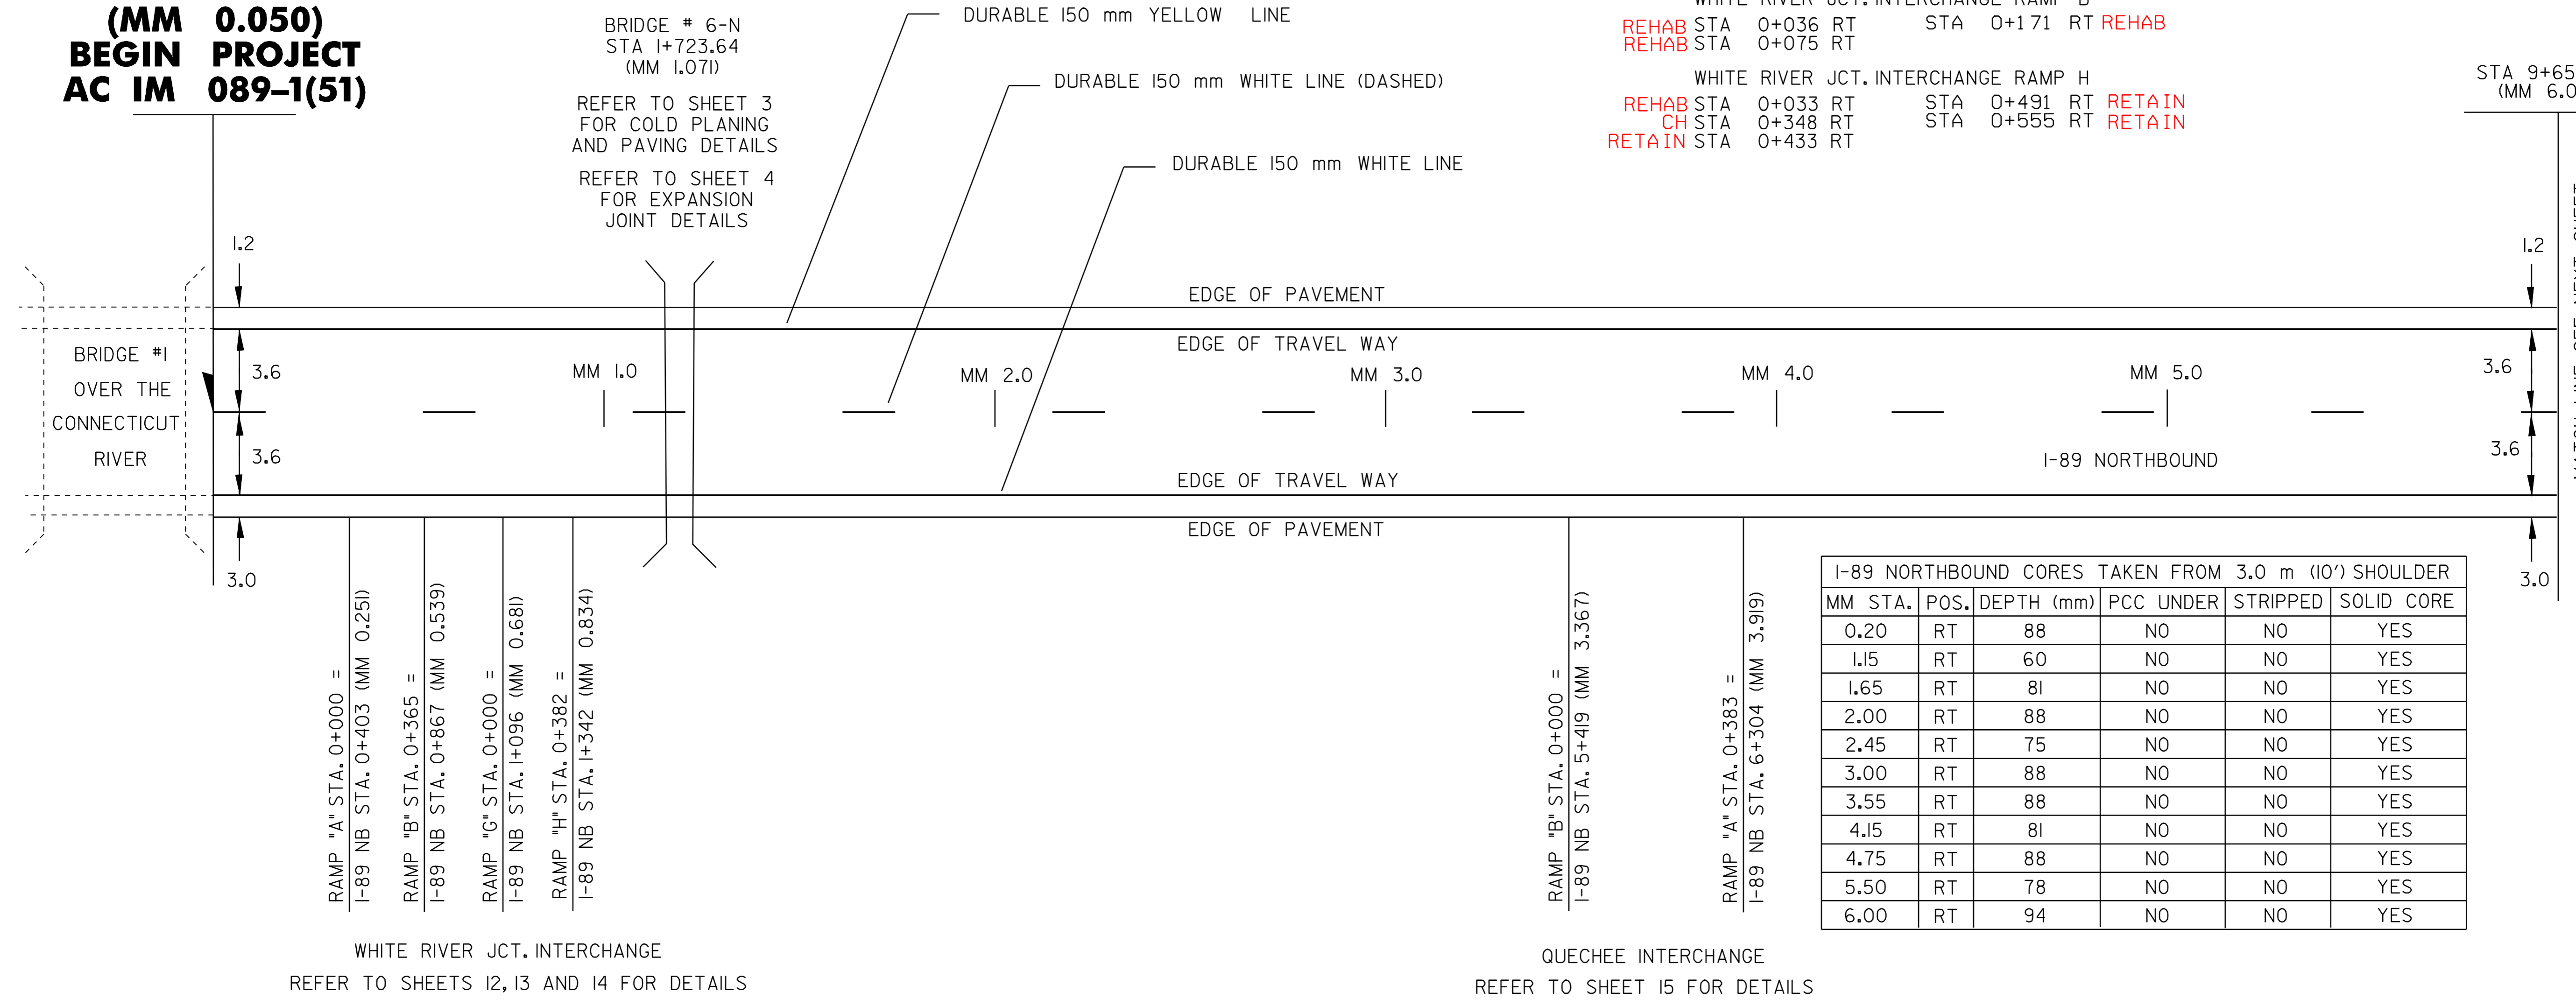 (MM 0.050)
BEGIN PROJECT
AC IM 089–1(51)
BRIDGE # 6-N
STA 1+723.64
(MM 1.071)
REFER TO SHEET 3
FOR COLD PLANING
AND PAVING DETAILS
REFER TO SHEET 4
FOR EXPANSION
JOINT DETAILS
DURABLE 150 mm YELLOW LINE
DURABLE 150 mm WHITE LINE (DASHED)
DURABLE 150 mm WHITE LINE
WHITE RIVER JCT. INTERCHANGE RAMP
REHAB STA 0+036 RT STA 0+171 RT REHAB
REHAB STA 0+075 RT
WHITE RIVER JCT. INTERCHANGE RAMP H
REHAB STA 0+033 RT STA 0+491 RT RETAIN
CH STA 0+348 RT STA 0+555 RT RETAIN
RETAIN STA 0+433 RT
STA 9+65
(MM 6.0
1.2
1.2
EDGE OF PAVEMENT
EDGE OF TRAVEL WAY
BRIDGE #1
OVER THE
CONNECTICUT
RIVER
3.6
3.6
MM 1.0
MM 2.0
MM 3.0
MM 4.0
MM 5.0
3.6
3.6
I-89 NORTHBOUND
EDGE OF TRAVEL WAY
EDGE OF PAVEMENT
3.0
3.0
RAMP "A" STA. 0+000 =
I-89 NB STA. 0+403 (MM 0.251)
RAMP "B" STA. 0+365 =
I-89 NB STA. 0+867 (MM 0.539)
RAMP "G" STA. 0+000 =
I-89 NB STA. 1+096 (MM 0.681)
RAMP "H" STA. 0+382 =
I-89 NB STA. 1+342 (MM 0.834)
RAMP "B" STA. 0+000 =
I-89 NB STA. 5+419 (MM 3.367)
RAMP "A" STA. 0+383 =
I-89 NB STA. 6+304 (MM 3.919)
WHITE RIVER JCT. INTERCHANGE
REFER TO SHEETS 12, 13 AND 14 FOR DETAILS
QUECHEE INTERCHANGE
REFER TO SHEET 15 FOR DETAILS
I-89 NORTHBOUND CORES TAKEN FROM 3.0 m (10') SHOULDER
MM STA. POS. DEPTH (mm) PCC UNDER STRIPPED SOLID CORE
0.20 RT 88 NO NO YES
1.15 RT 60 NO NO YES
1.65 RT 81 NO NO YES
2.00 RT 88 NO NO YES
2.45 RT 75 NO NO YES
3.00 RT 88 NO NO YES
3.55 RT 88 NO NO YES
4.15 RT 81 NO NO YES
4.75 RT 88 NO NO YES
5.50 RT 78 NO NO YES
6.00 RT 94 NO NO YES